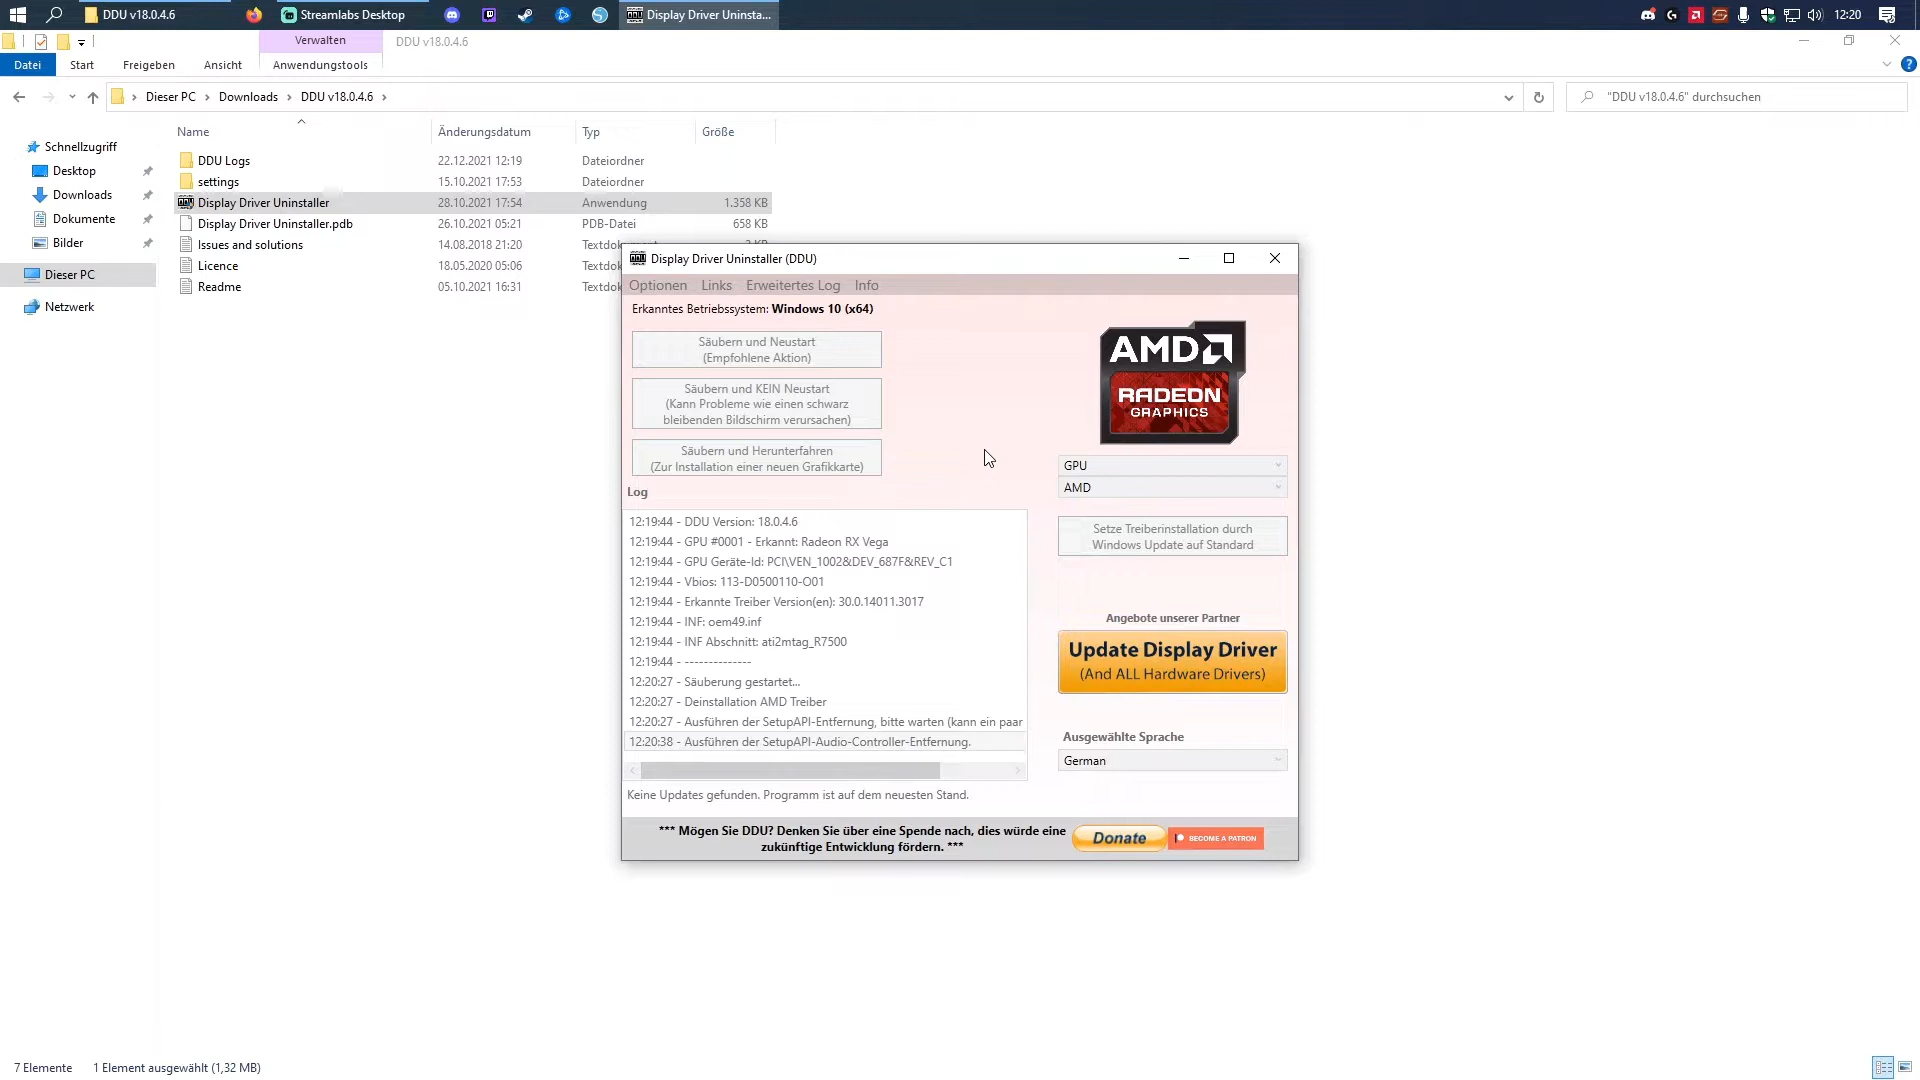 DDU v18.0.4.6
Streamlabs Desktop
Display Driver Uninsta...
12:20
Verwalten
DDU v18.0.4.6
Datei
Start
Freigeben
Ansicht
Anwendungstools
Dieser PC
Downloads
DDU v18.0.4.6
"DDU v18.0.4.6" durchsuchen
Name
Änderungsdatum
Typ
Größe
Schnellzugriff
Desktop
Downloads
Dokumente
Bilder
Dieser PC
Netzwerk
DDU Logs 22.12.2021 12:19 Dateiordner
settings 15.10.2021 17:53 Dateiordner
Display Driver Uninstaller 28.10.2021 17:54 Anwendung 1.358 KB
Display Driver Uninstaller.pdb 26.10.2021 05:21 PDB-Datei 658 KB
Issues and solutions 14.08.2018 21:20
Licence 18.05.2020 05:06 Textdok
Readme 05.10.2021 16:31 Textdok
Display Driver Uninstaller (DDU)
Optionen Links Erweitertes Log Info
Erkanntes Betriebssystem: Windows 10 (x64)
Säubern und Neustart
(Empfohlene Aktion)
Säubern und KEIN Neustart
(Kann Probleme wie einen schwarz
bleibenden Bildschirm verursachen)
Säubern und Herunterfahren
(Zur Installation einer neuen Grafikkarte)
AMD
RADEON
GRAPHICS
GPU
AMD
Setze Treiberinstallation durch
Windows Update auf Standard
Angebote unserer Partner
Update Display Driver
(And ALL Hardware Drivers)
Ausgewählte Sprache
German
Log
12:19:44 - DDU Version: 18.0.4.6
12:19:44 - GPU #0001 - Erkannt: Radeon RX Vega
12:19:44 - GPU Geräte-Id: PCI\VEN_1002&DEV_687F&REV_C1
12:19:44 - Vbios: 113-D0500110-O01
12:19:44 - Erkannte Treiber Version(en): 30.0.14011.3017
12:19:44 - INF: oem49.inf
12:19:44 - INF Abschnitt: ati2mtag_R7500
12:19:44 - --------------
12:20:27 - Säuberung gestartet...
12:20:27 - Deinstallation AMD Treiber
12:20:27 - Ausführen der SetupAPI-Entfernung, bitte warten (kann ein paar
12:20:38 - Ausführen der SetupAPI-Audio-Controller-Entfernung.
Keine Updates gefunden. Programm ist auf dem neuesten Stand.
*** Mögen Sie DDU? Denken Sie über eine Spende nach, dies würde eine
zukünftige Entwicklung fördern. ***
Donate
BECOME A PATRON
7 Elemente
1 Element ausgewählt (1,32 MB)